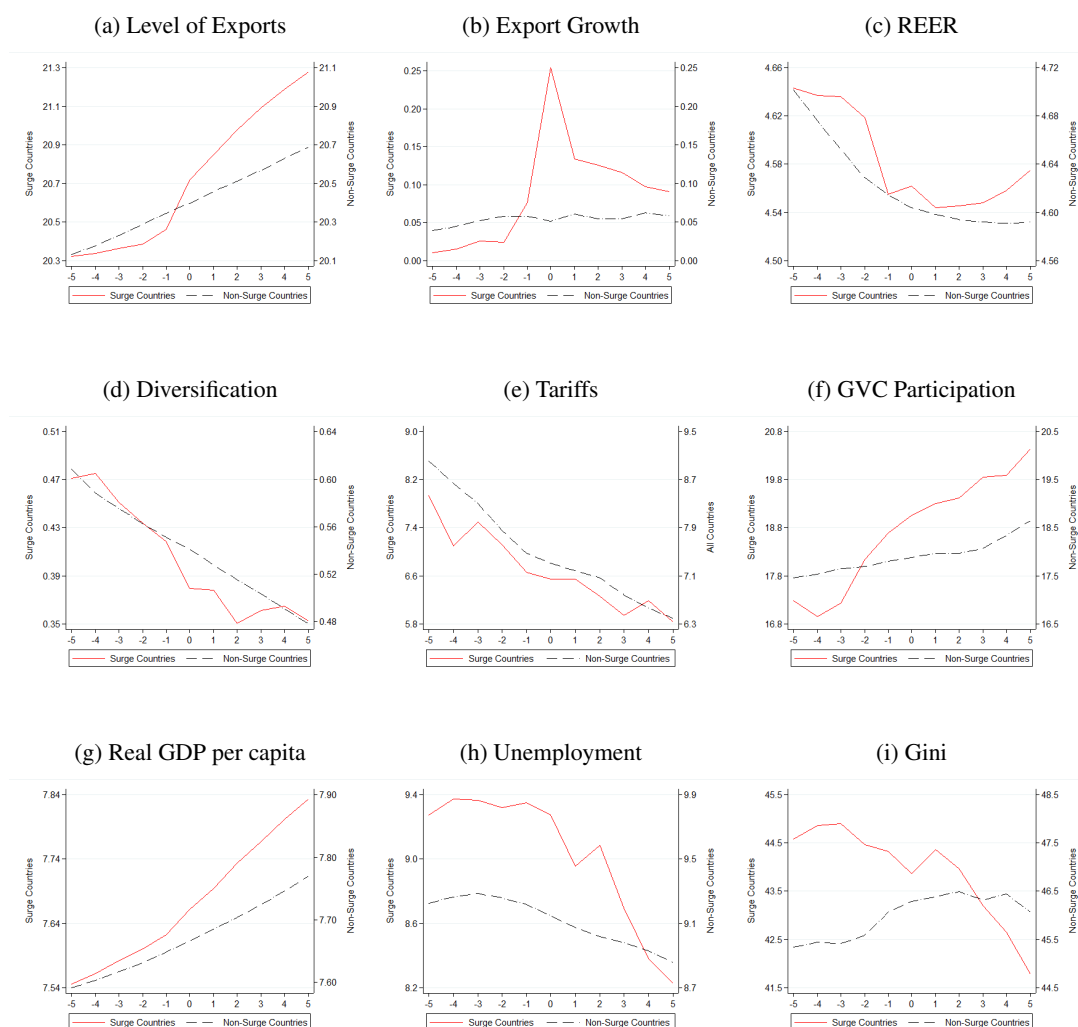 (a) Level of Exports
21.3
21.1
20.9
20.7
20.5
20.3
Surge Countries
21.1
20.9
20.7
20.5
20.3
20.1
Non-Surge Countries
-5 -4 -3 -2 -1 0 1 2 3 4 5
Surge Countries Non-Surge Countries
(b) Export Growth
0.25
0.20
0.15
0.10
0.05
0.00
Surge Countries
0.25
0.20
0.15
0.10
0.05
0.00
Non-Surge Countries
-5 -4 -3 -2 -1 0 1 2 3 4 5
Surge Countries Non-Surge Countries
(c) REER
4.66
4.62
4.58
4.54
4.50
Surge Countries
4.72
4.68
4.64
4.60
4.56
Non-Surge Countries
-5 -4 -3 -2 -1 0 1 2 3 4 5
Surge Countries Non-Surge Countries
(d) Diversification
0.51
0.47
0.43
0.39
0.35
Surge Countries
0.64
0.60
0.56
0.52
0.48
Non-Surge Countries
-5 -4 -3 -2 -1 0 1 2 3 4 5
Surge Countries Non-Surge Countries
(e) Tariffs
9.0
8.2
7.4
6.6
5.8
Surge Countries
9.5
8.7
7.9
7.1
6.3
All Countries
-5 -4 -3 -2 -1 0 1 2 3 4 5
Surge Countries Non-Surge Countries
(f) GVC Participation
20.8
19.8
18.8
17.8
16.8
Surge Countries
20.5
19.5
18.5
17.5
16.5
Non-Surge Countries
-5 -4 -3 -2 -1 0 1 2 3 4 5
Surge Countries Non-Surge Countries
(g) Real GDP per capita
7.84
7.74
7.64
7.54
Surge Countries
7.90
7.80
7.70
7.60
Non-Surge Countries
-5 -4 -3 -2 -1 0 1 2 3 4 5
Surge Countries Non-Surge Countries
(h) Unemployment
9.4
9.0
8.6
8.2
Surge Countries
9.9
9.5
9.1
8.7
Non-Surge Countries
-5 -4 -3 -2 -1 0 1 2 3 4 5
Surge Countries Non-Surge Countries
(i) Gini
45.5
44.5
43.5
42.5
41.5
Surge Countries
48.5
47.5
46.5
45.5
44.5
Non-Surge Countries
-5 -4 -3 -2 -1 0 1 2 3 4 5
Surge Countries Non-Surge Countries